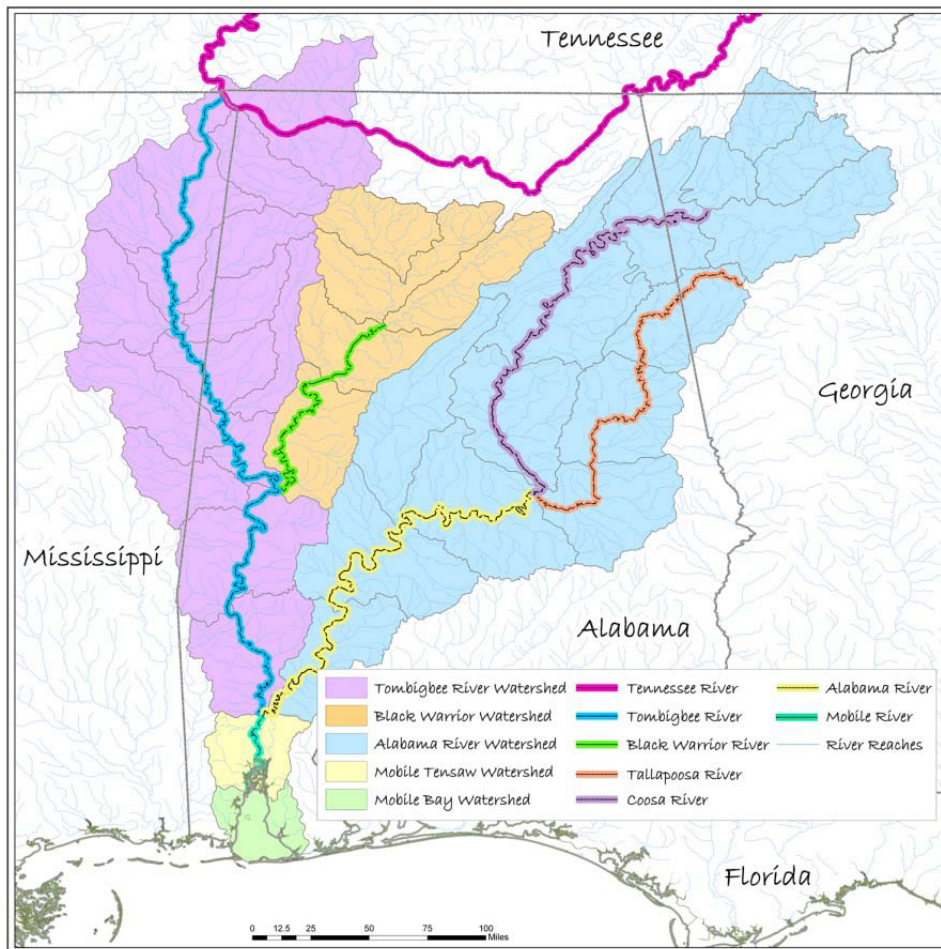 Tennessee
Georgia
Mississippi
Alabama
Tombigbee River Watershed
Black Warrior Watershed
Alabama River Watershed
Mobile Tensaw Watershed
Mobile Bay Watershed
Tennessee River
Tombigbee River
Black Warrior River
Tallapoosa River
Coosa River
Alabama River
Mobile River
River Reaches
Florida
0 12.5 25 50 75 100
Miles